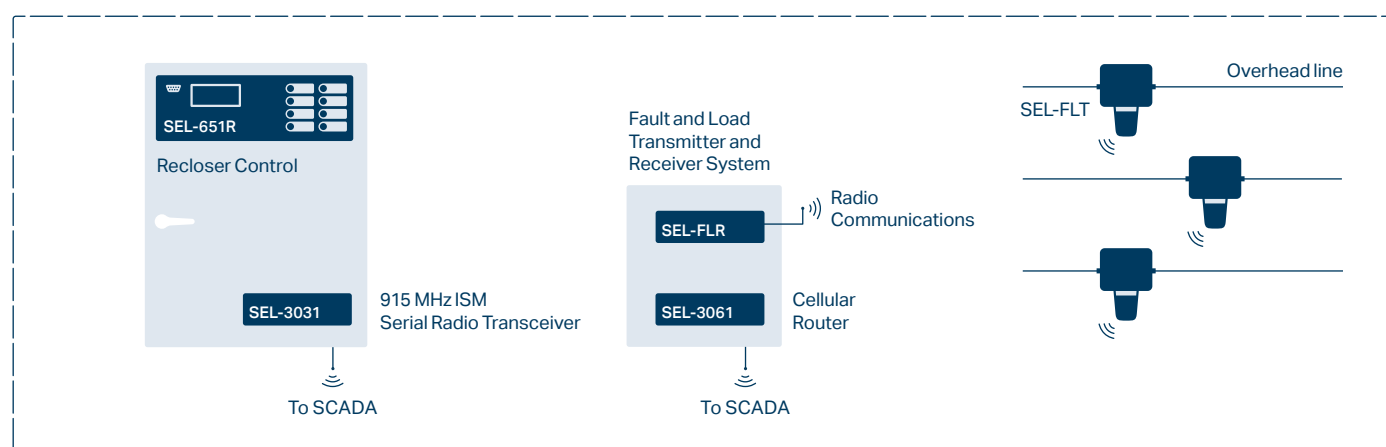 SEL-651R
Recloser Control
SEL-3031
915 MHz ISM
Serial Radio Transceiver
To SCADA
Fault and Load
Transmitter and
Receiver System
SEL-FLR
Radio
Communications
SEL-3061
Cellular
Router
To SCADA
Overhead line
SEL-FLT